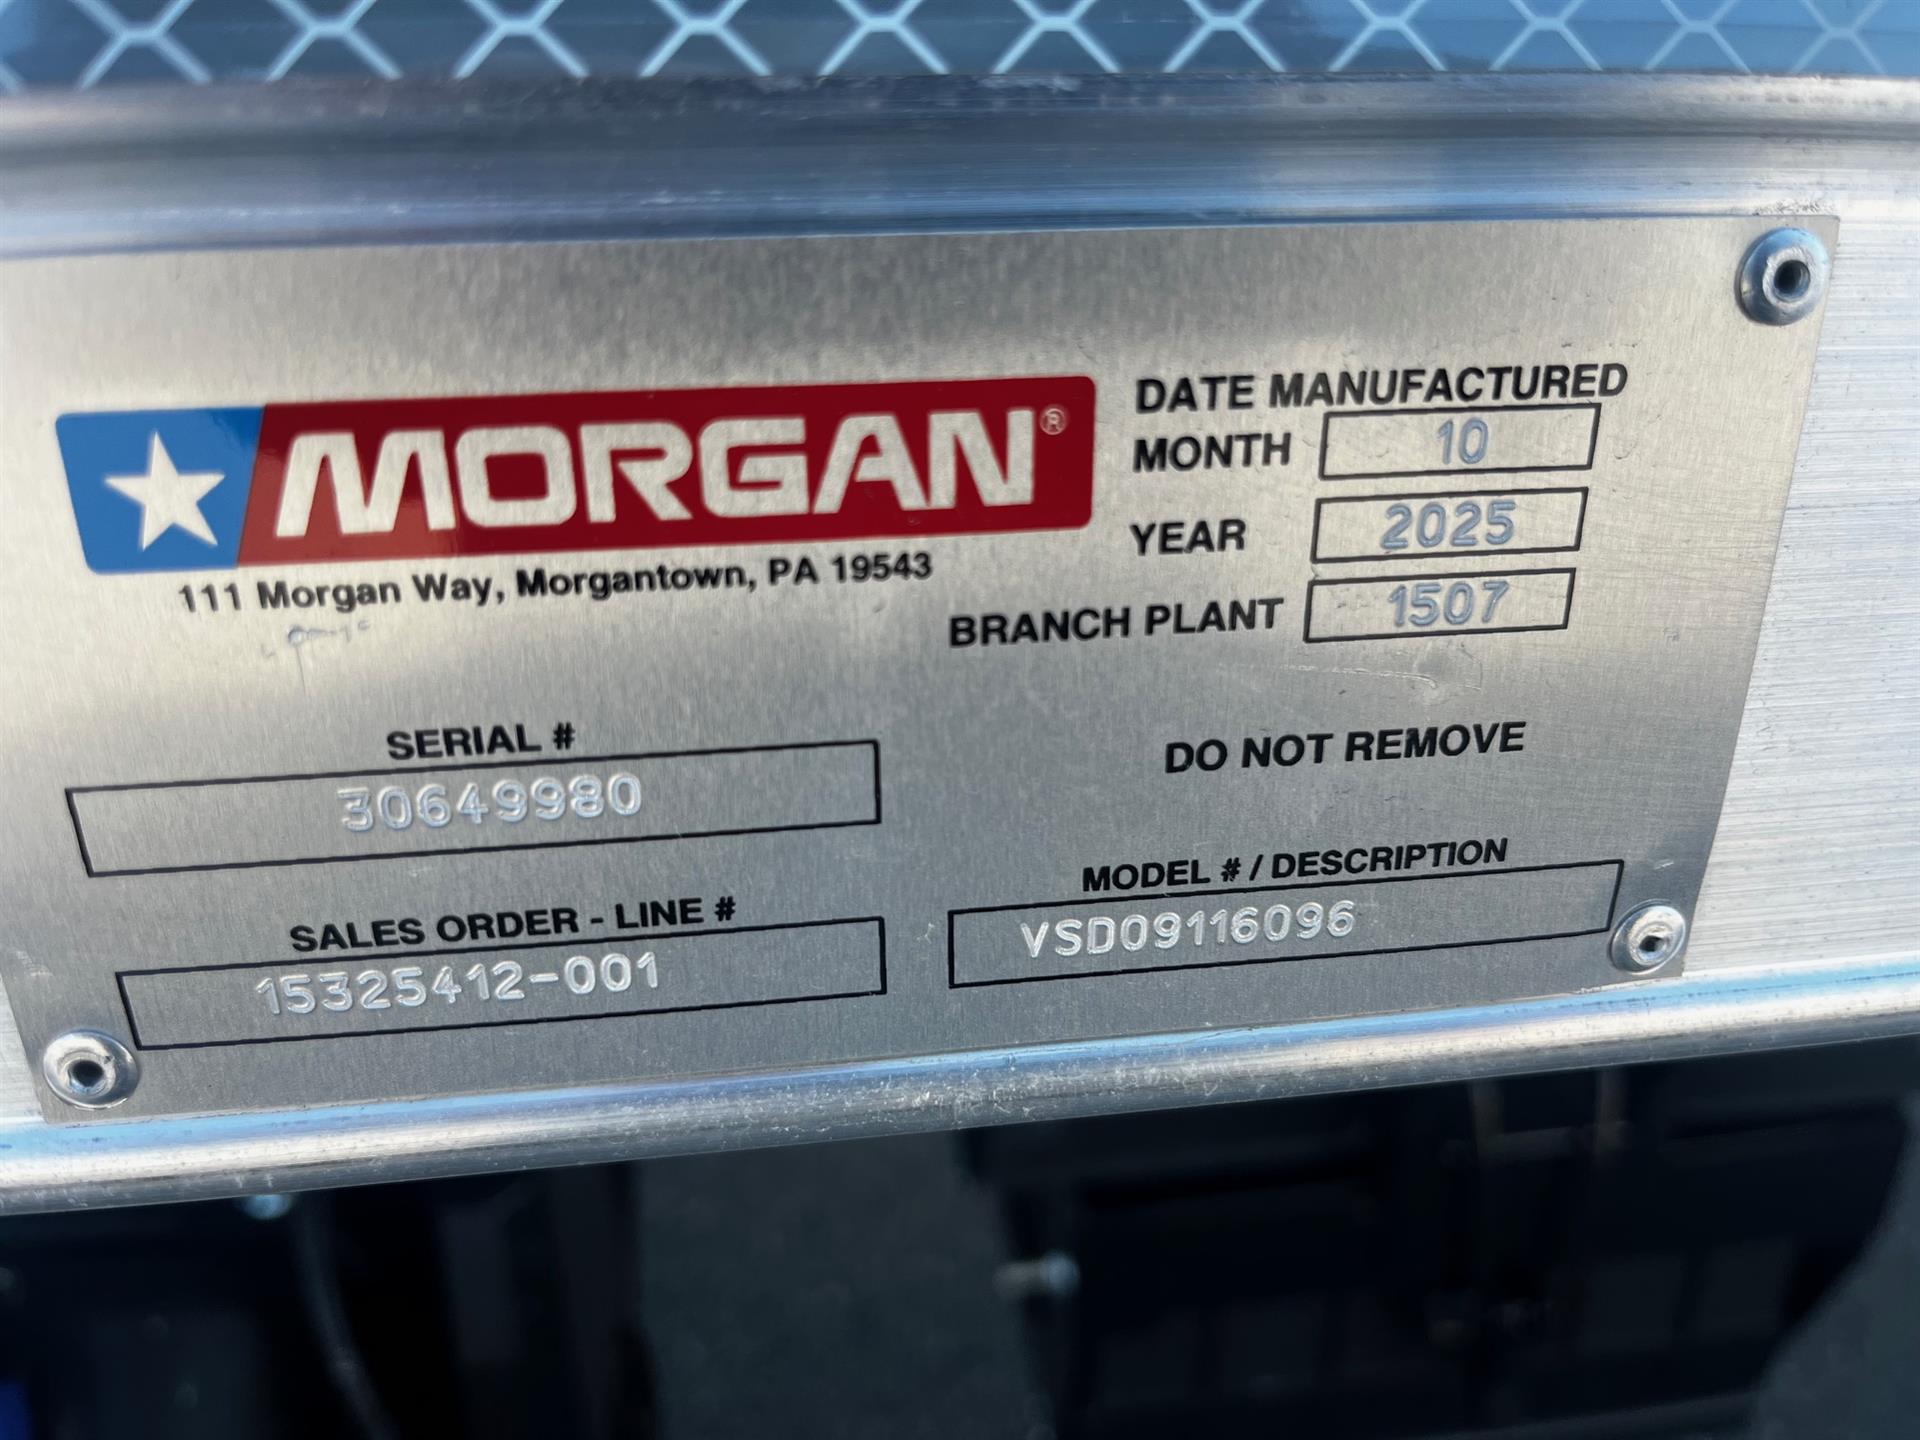 MORGAN®
111 Morgan Way, Morgantown, PA 19543
DATE MANUFACTURED
MONTH 10
YEAR 2025
BRANCH PLANT 1507
SERIAL #
30649980
DO NOT REMOVE
SALES ORDER - LINE #
15325412-001
MODEL # / DESCRIPTION
VSD09116096